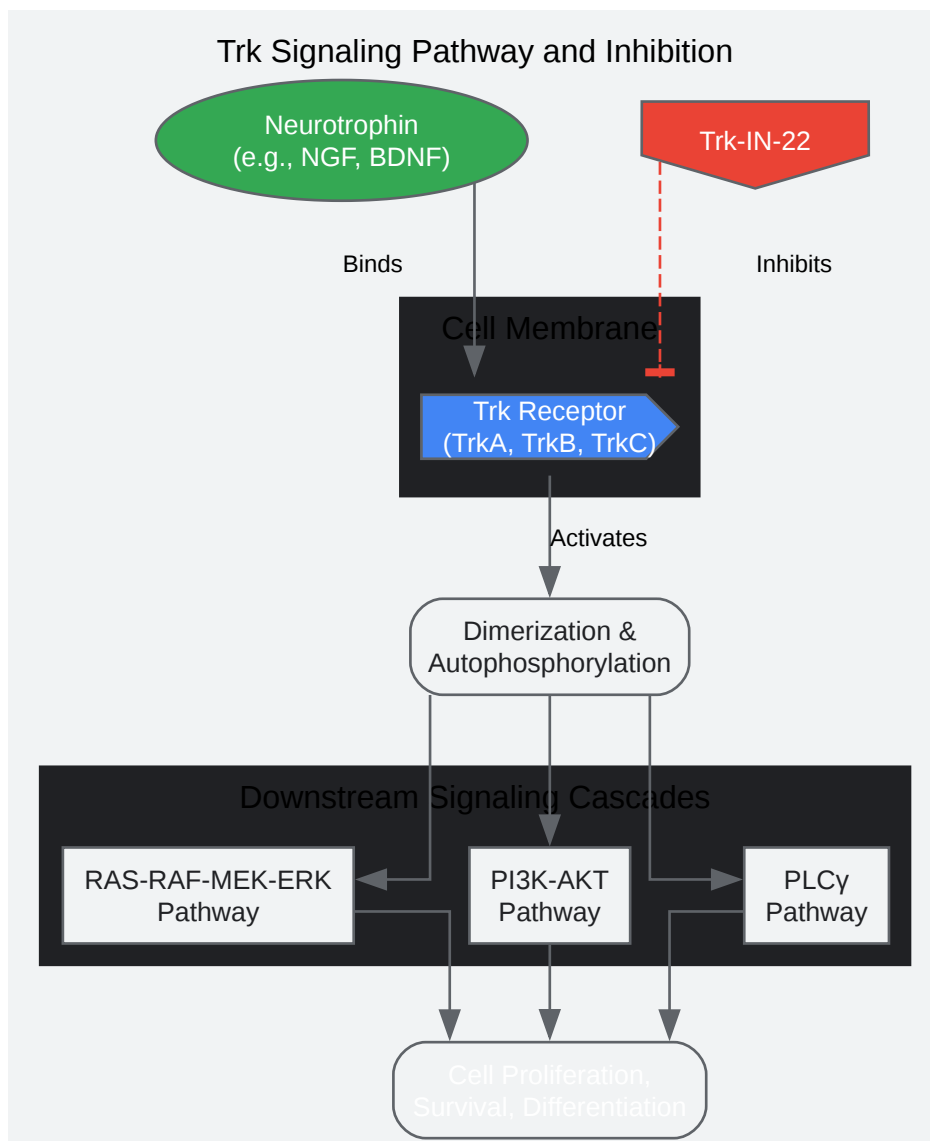 Trk Signaling Pathway and Inhibition
Neurotrophin
(e.g., NGF, BDNF)
Trk-IN-22
Binds
Inhibits
Cell Membrane
Trk Receptor
(TrkA, TrkB, TrkC)
Activates
Dimerization &
Autophosphorylation
Downstream Signaling Cascades
RAS-RAF-MEK-ERK
Pathway
PI3K-AKT
Pathway
PLCγ
Pathway
Cell Proliferation,
Survival, Differentiation